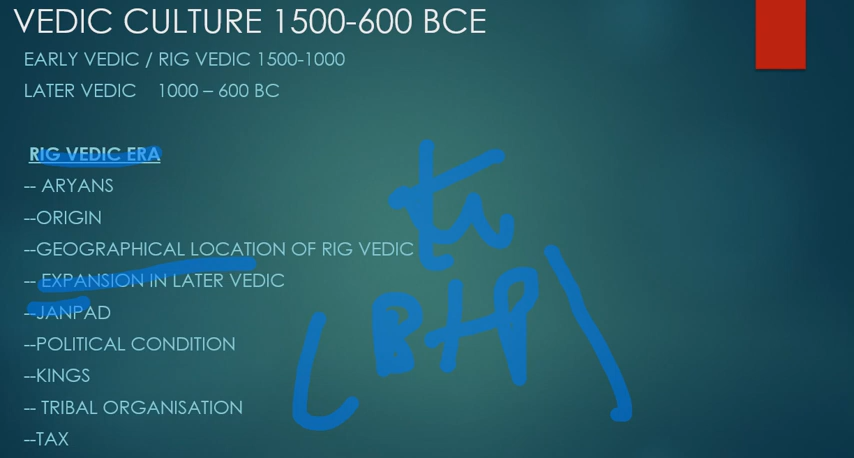 VEDIC CULTURE 1500-600 BCE
EARLY VEDIC / RIG VEDIC 1500-1000
LATER VEDIC 1000 – 600 BC
RIG VEDIC ERA
-- ARYANS
--ORIGIN
--GEOGRAPHICAL LOCATION OF RIG VEDIC
-- EXPANSION IN LATER VEDIC
--JANPAD
--POLITICAL CONDITION
--KINGS
-- TRIBAL ORGANISATION
--TAX
(B+P)